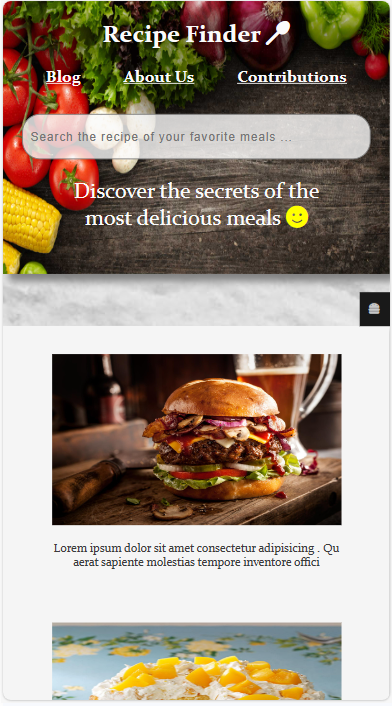 Recipe Finder
Blog About Us Contributions
Search the recipe of your favorite meals ...
Discover the secrets of the
most delicious meals
Lorem ipsum dolor sit amet consectetur adipisicing . Qu
aerat sapiente molestias tempore inventore offici